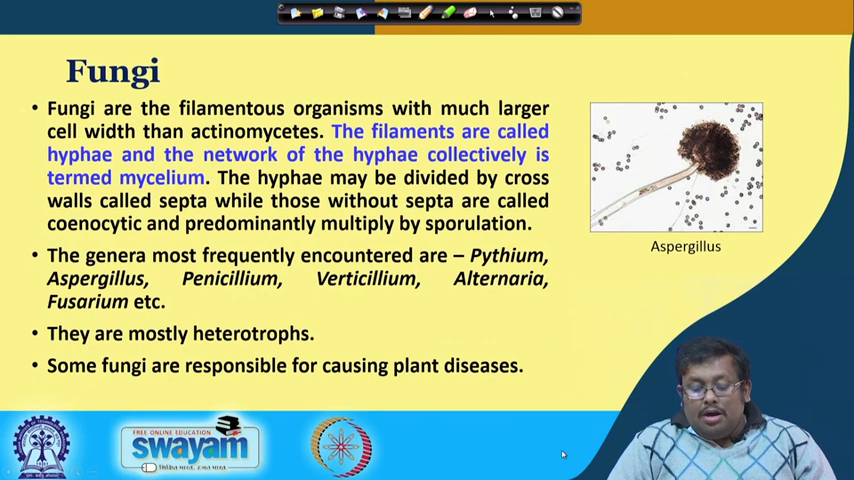 Fungi
• Fungi are the filamentous organisms with much larger
cell width than actinomycetes. The filaments are called
hyphae and the network of the hyphae collectively is
termed mycelium. The hyphae may be divided by cross
walls called septa while those without septa are called
coenocytic and predominantly multiply by sporulation.
• The genera most frequently encountered are – Pythium,
Aspergillus, Penicillium, Verticillium, Alternaria,
Fusarium etc.
• They are mostly heterotrophs.
• Some fungi are responsible for causing plant diseases.
Aspergillus
FREE ONLINE EDUCATION
swayam